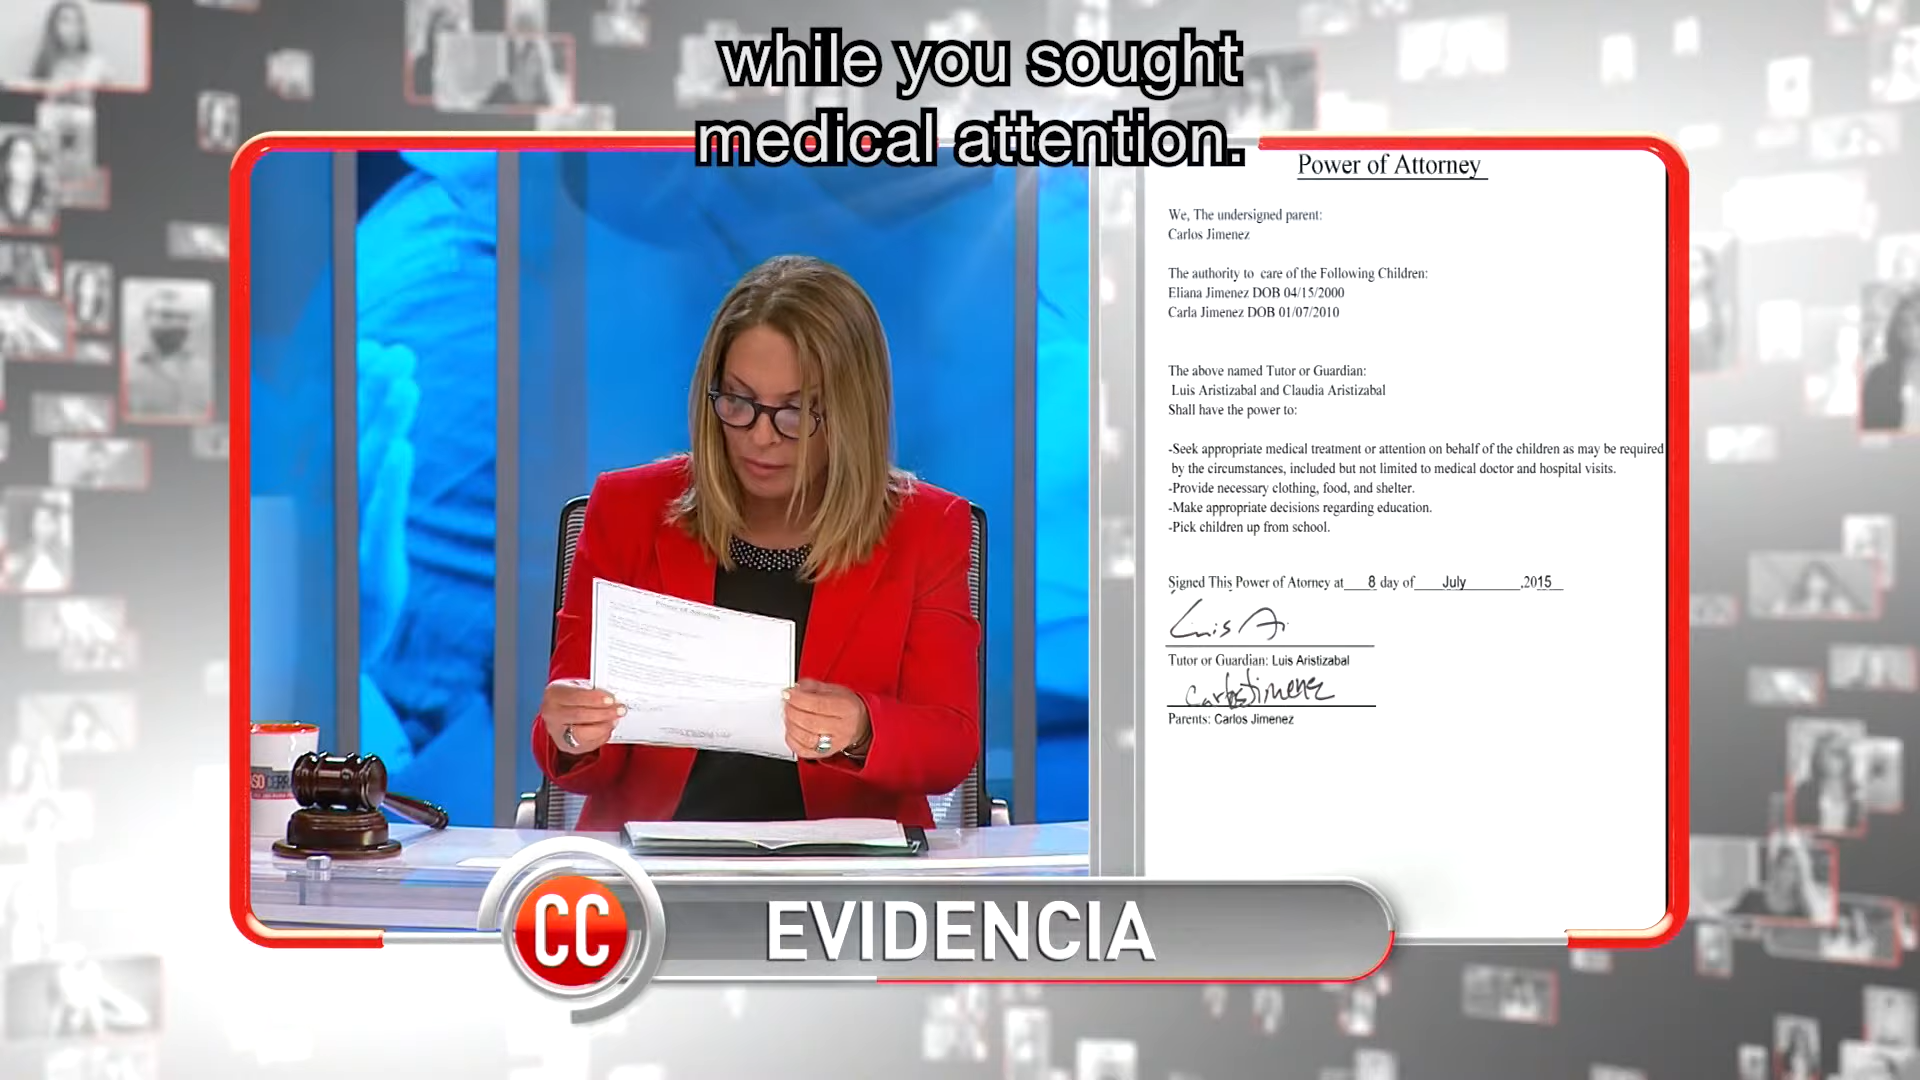 while you sought
medical attention.
Power of Attorney
We, The undersigned parent:
Carlos Jimenez
The authority to care of the Following Children:
Eliana Jimenez DOB 04/15/2000
Carla Jimenez DOB 01/07/2010
The above named Tutor or Guardian:
Luis Aristizabal and Claudia Aristizabal
Shall have the power to:
-Seek appropriate medical treatment or attention on behalf of the children as may be required
by the circumstances, included but not limited to medical doctor and hospital visits.
-Provide necessary clothing, food, and shelter.
-Make appropriate decisions regarding education.
-Pick children up from school.
Signed This Power of Atorney at 8 day of July ,2015
Luis A.
Tutor or Guardian: Luis Aristizabal
Carlos Jimenez
Parents: Carlos Jimenez
Power of Attorney
CC
EVIDENCIA